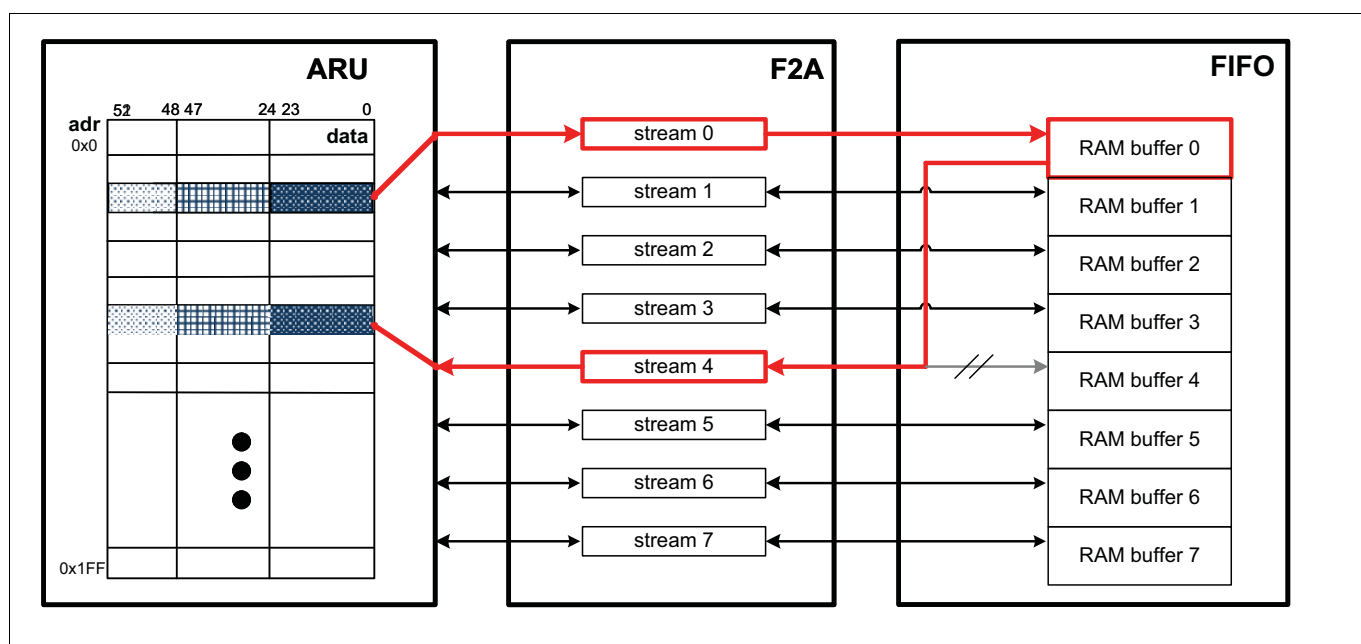 ARU
F2A
FIFO
48 47
24 23
0
adr
data
0x0
stream 0
stream 1
stream 2
stream 3
stream 4
stream 5
stream 6
stream 7
RAM buffer 0
RAM buffer 1
RAM buffer 2
RAM buffer 3
RAM buffer 4
RAM buffer 5
RAM buffer 6
RAM buffer 7
0x1FF